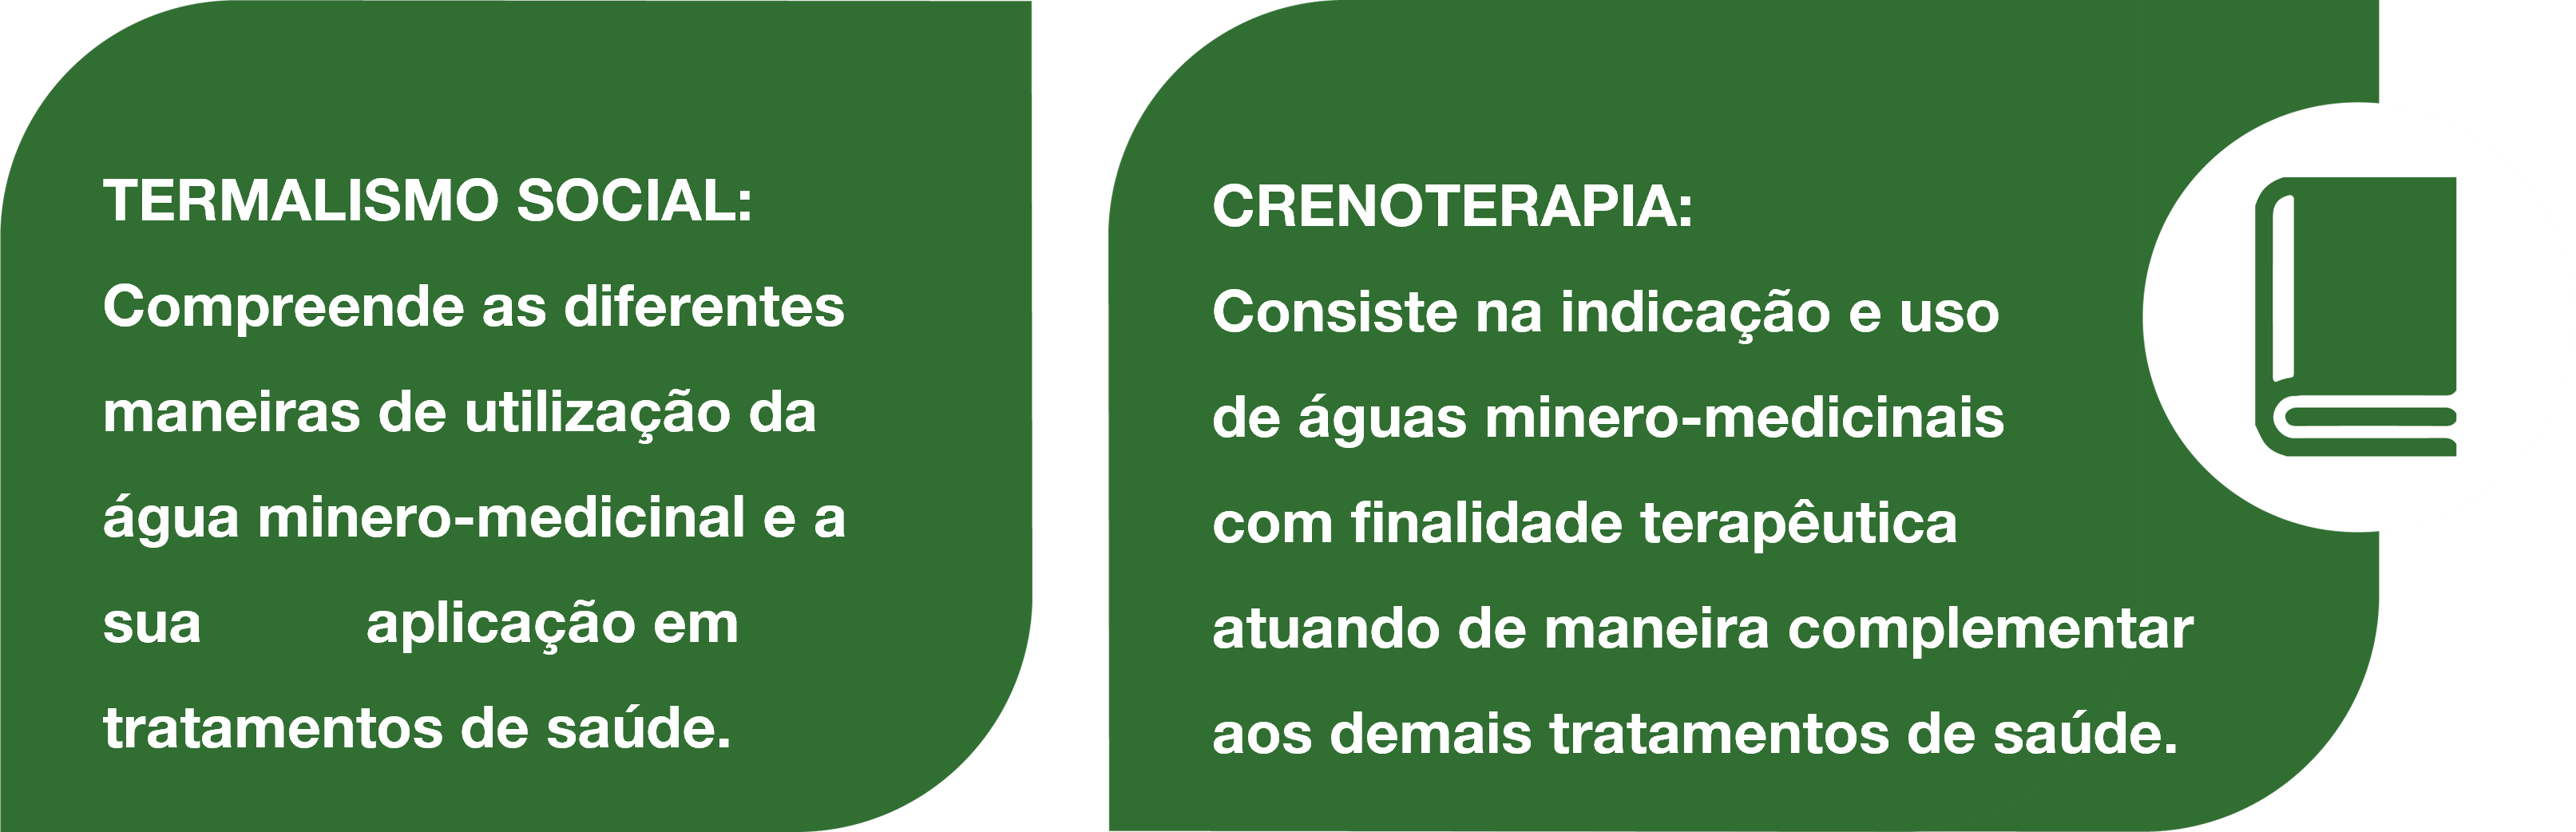 TERMALISMO SOCIAL:
Compreende as diferentes
maneiras de utilização da
água minero-medicinal e a
sua aplicação em
tratamentos de saúde.
CRENOTERAPIA:
Consiste na indicação e uso
de águas minero-medicinais
com finalidade terapêutica
atuando de maneira complementar
aos demais tratamentos de saúde.